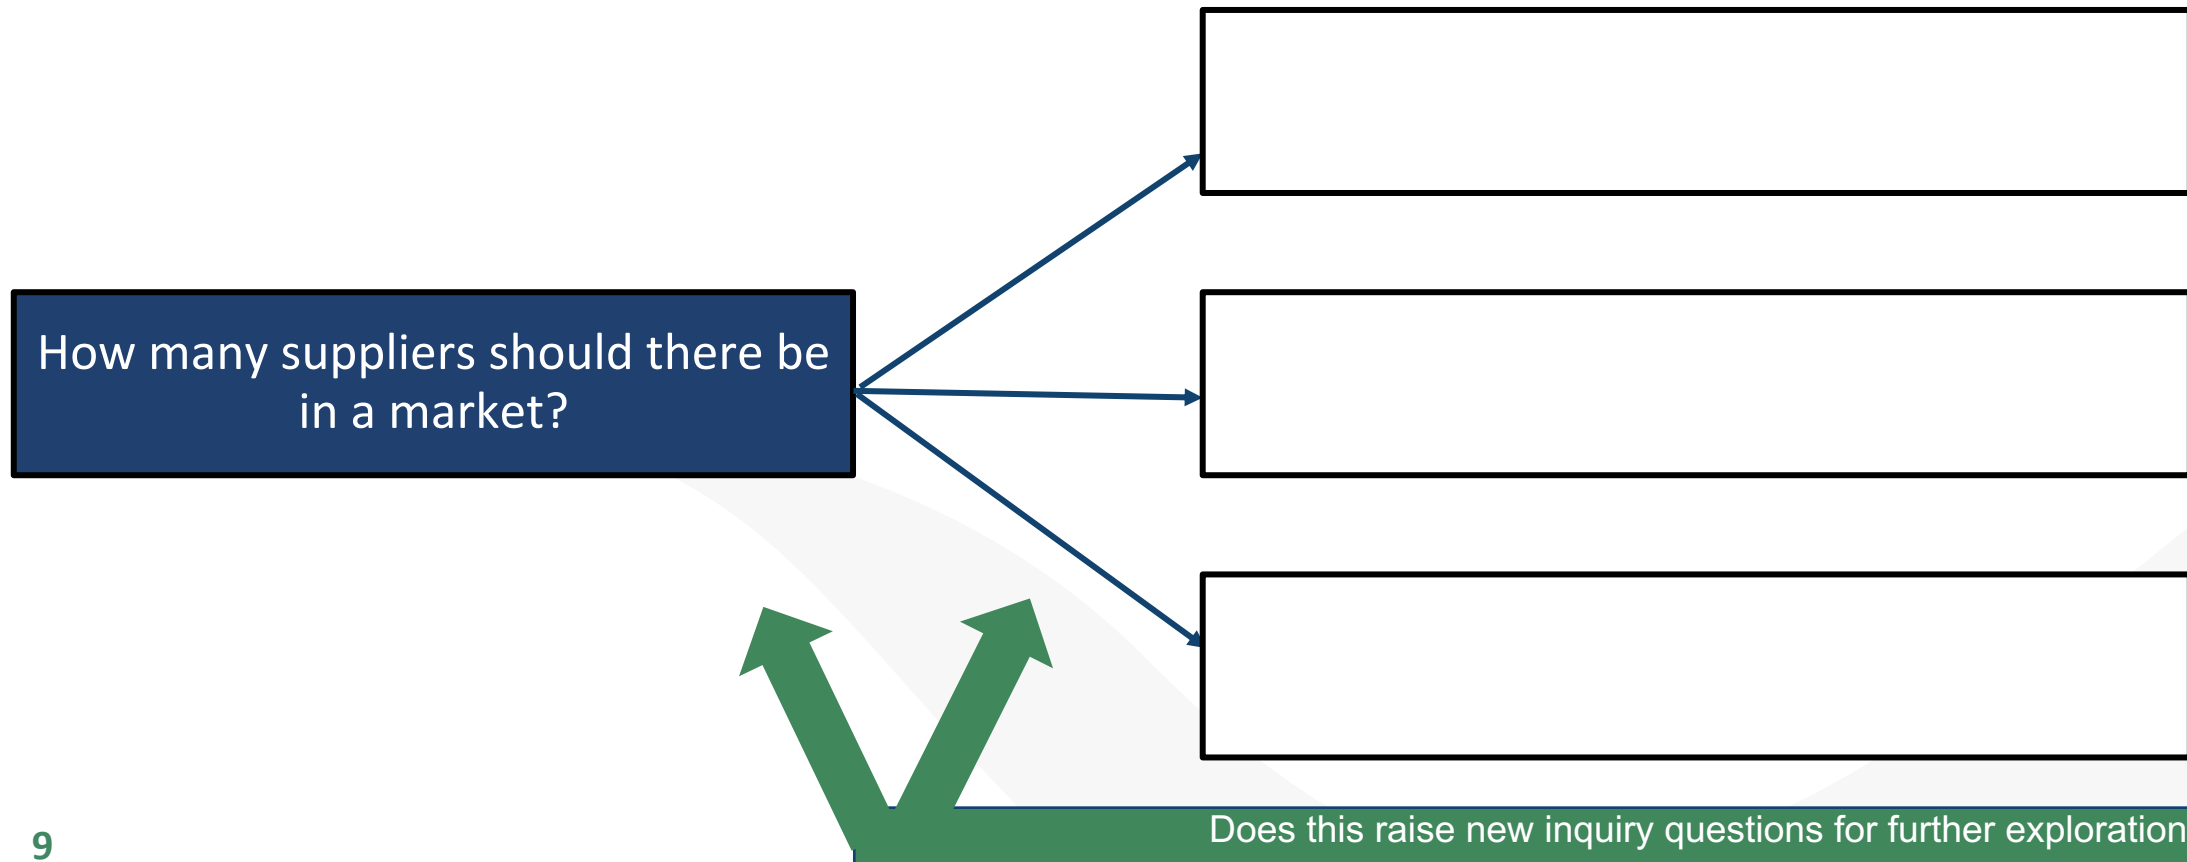 How many suppliers should there be
in a market?
Does this raise new inquiry questions for further exploration
9